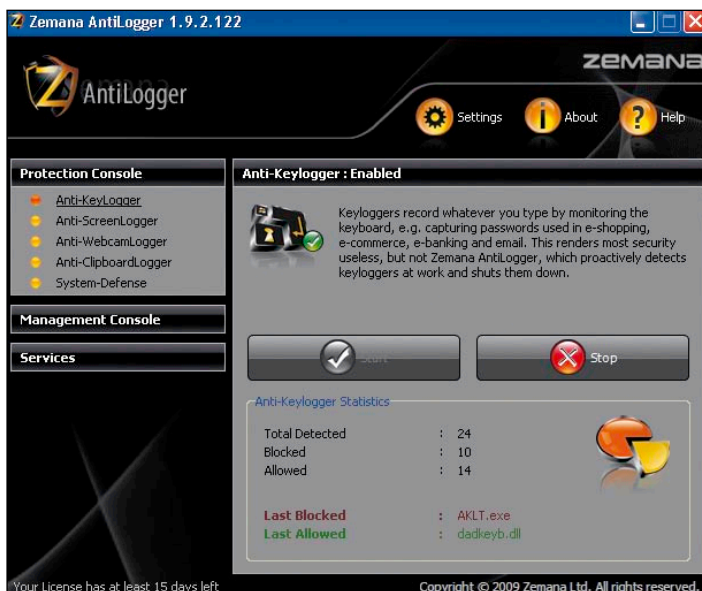 Zemana AntiLogger 1.9.2.122
zemana
Zemana
AntiLogger
Settings
About
Help
Protection Console
Anti-KeyLogger
Anti-ScreenLogger
Anti-WebcamLogger
Anti-ClipboardLogger
System-Defense
Management Console
Services
Anti-Keylogger : Enabled
Keyloggers record whatever you type by monitoring the
keyboard, e.g. capturing passwords used in e-shopping,
e-commerce, e-banking and email. This renders most security
useless, but not Zemana AntiLogger, which proactively detects
keyloggers at work and shuts them down.
Start
Stop
Anti-Keylogger Statistics
Total Detected : 24
Blocked : 10
Allowed : 14
Last Blocked : AKLT.exe
Last Allowed : dadkeyb.dll
Your License has at least 15 days left
Copyright © 2009 Zemana Ltd. All rights reserved.